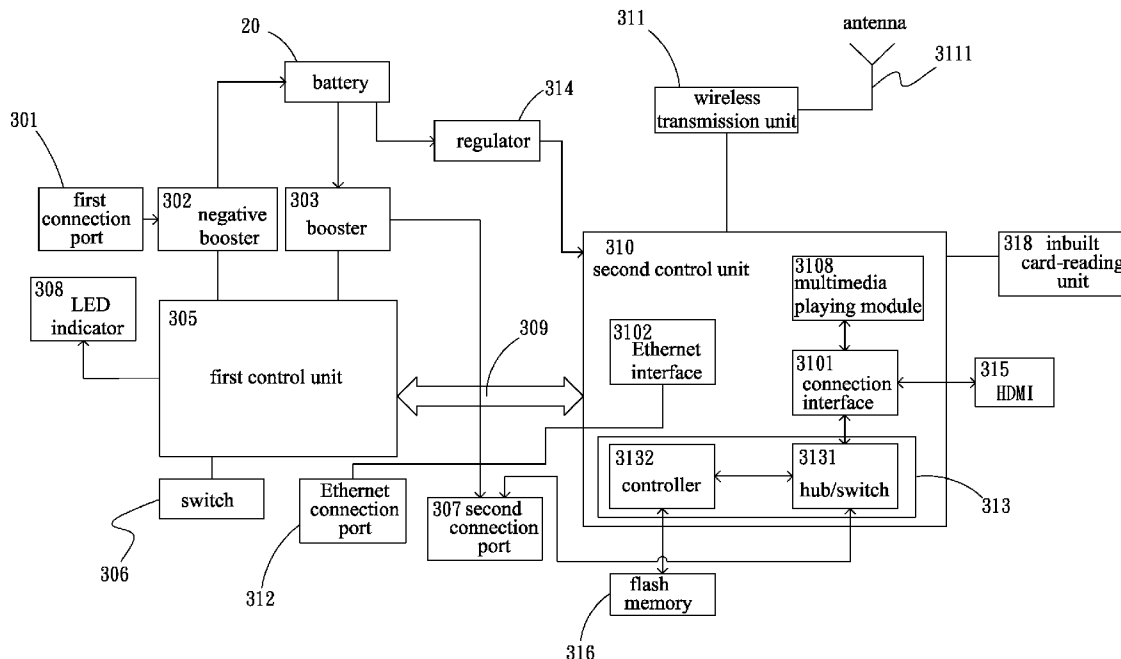 20
battery
301
first
connection
port
302
negative
booster
303
booster
314
regulator
311
wireless
transmission unit
antenna
3111
308
LED
indicator
305
first control unit
309
310
second control unit
3108
multimedia
playing module
318 inbuilt
card-reading
unit
3102
Ethernet
interface
3101
connection
interface
315
HDMI
3132
controller
3131
hub/switch
313
switch
306
Ethernet
connection
port
312
307 second
connection
port
flash
memory
316